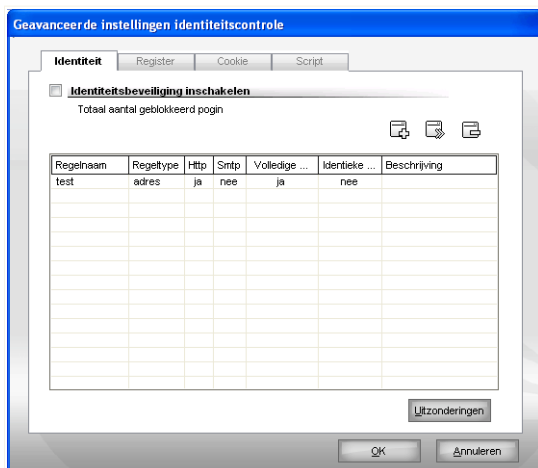 Geavanceerde instellingen identiteitscontrole
Identiteit Register Cookie Script
Identiteitsbeveiliging inschakelen
Totaal aantal geblokkeerd pogin
Regelnaam Regeltype Http Smtp Volledige ... Identieke ... Beschrijving
test adres ja nee ja nee
Uitzonderingen
OK Annuleren